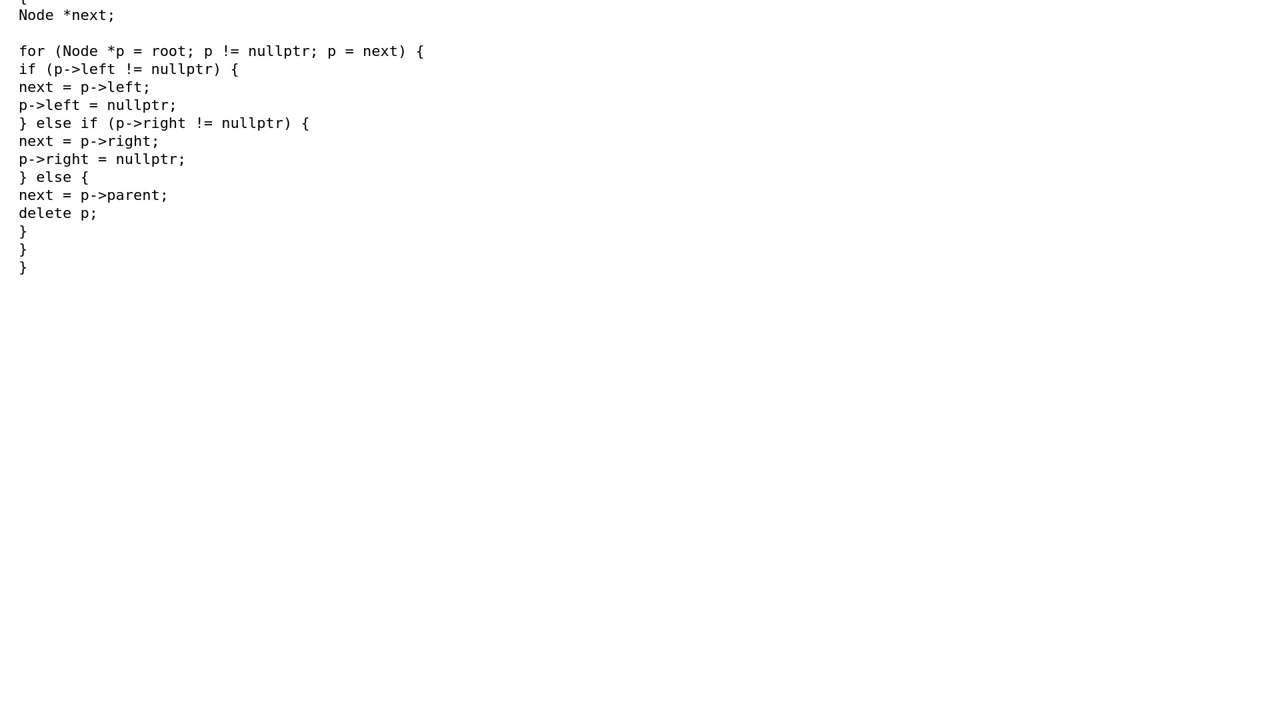 {
Node *next;

for (Node *p = root; p != nullptr; p = next) {
if (p->left != nullptr) {
next = p->left;
p->left = nullptr;
} else if (p->right != nullptr) {
next = p->right;
p->right = nullptr;
} else {
next = p->parent;
delete p;
}
}
}